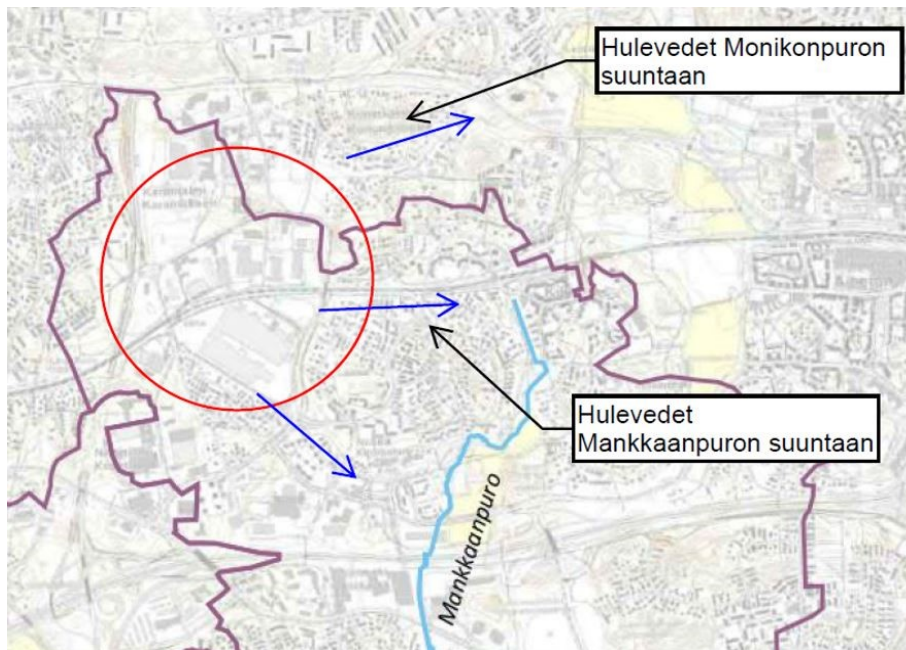 Hulevedet Monikonpuron
suuntaan
Hulevedet
Mankkaanpuron suuntaan
Mankkaanpuro